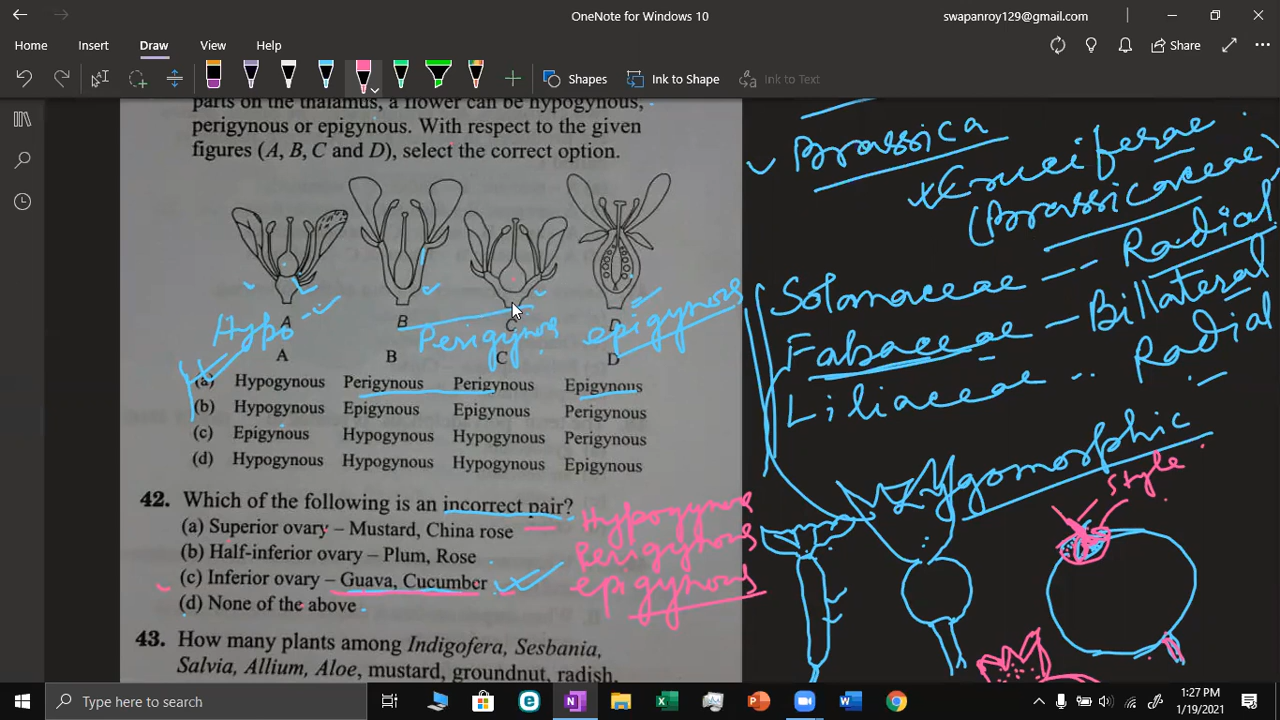 OneNote for Windows 10
swapanroy129@gmail.com
Home Insert Draw View Help
Share
Shapes Ink to Shape Ink to Text
parts on the thalamus, a flower can be hypogynous,
perigynous or epigynous. With respect to the given
figures (A, B, C and D), select the correct option.
A B C D
Hypo Perigynous epigynous
A B C D
(a) Hypogynous Perigynous Perigynous Epigynous
(b) Hypogynous Epigynous Epigynous Perigynous
(c) Epigynous Hypogynous Hypogynous Perigynous
(d) Hypogynous Hypogynous Hypogynous Epigynous
42. Which of the following is an incorrect pair?
(a) Superior ovary – Mustard, China rose
(b) Half-inferior ovary – Plum, Rose
(c) Inferior ovary – Guava, Cucumber
(d) None of the above
Hypogynous
Perigynous
epigynous
43. How many plants among Indigofera, Sesbania,
Salvia, Allium, Aloe, mustard, groundnut, radish,
Brassica
Cruciferae
(Brassicaceae)
Solanaceae -- Radial
Fabaceae – Billateral
Liliaceae .. Radial
Zygomorphic
style
Type here to search
1:27 PM
1/19/2021